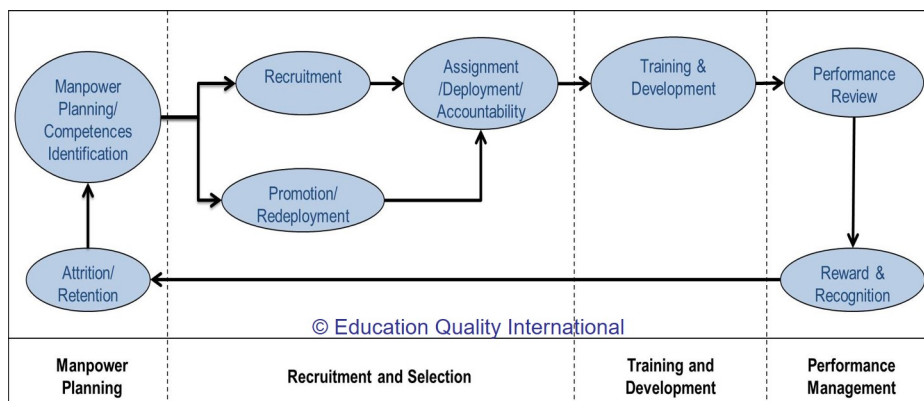 Manpower
Planning/
Competences
Identification
Recruitment
Assignment
/Deployment/
Accountability
Training &
Development
Performance
Review
Promotion/
Redeployment
Attrition/
Retention
Reward &
Recognition
© Education Quality International
Manpower
Planning
Recruitment and Selection
Training and
Development
Performance
Management